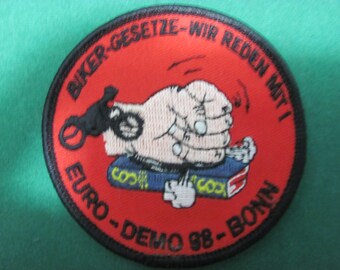 BIKER-GESETZE-WIR REDEN MIT!
EURO-DEMO 98-BONN